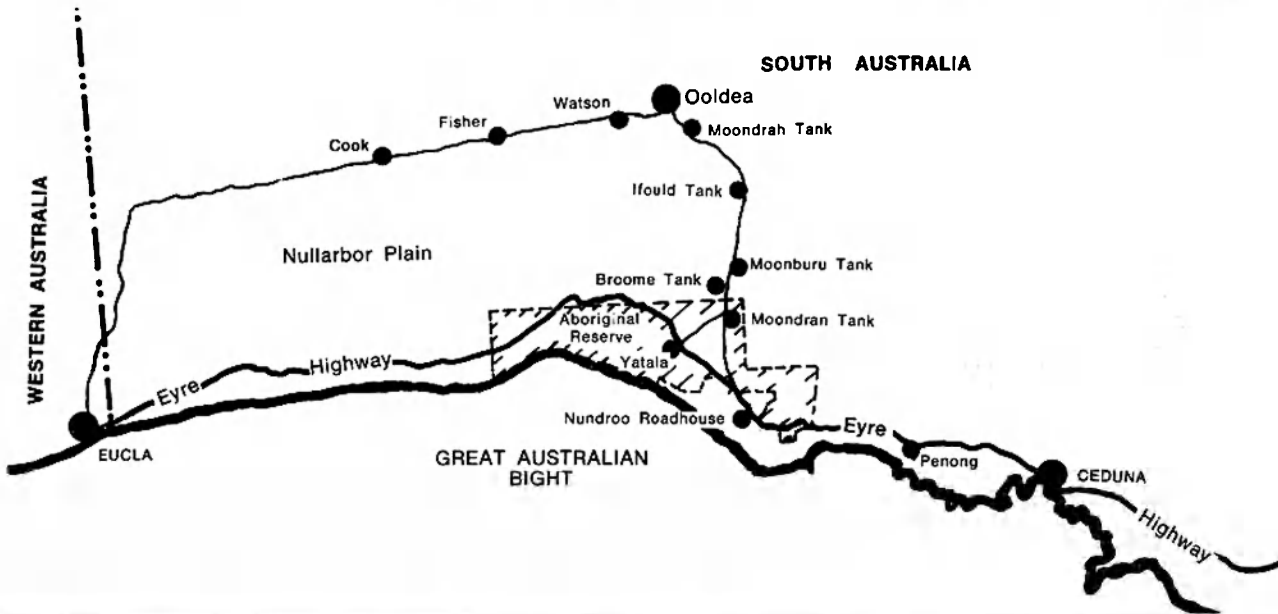 SOUTH AUSTRALIA
Ooldea
Watson
Moondrah Tank
Fisher
Cook
WESTERN AUSTRALIA
Ifould Tank
Nullarbor Plain
Moonburu Tank
Broome Tank
Aboriginal
Reserve
Moondran Tank
Yatala
Highway
Eyre
Nundroo Roadhouse
Eyre
EUCLA
GREAT AUSTRALIAN
BIGHT
Penong
CEDUNA
Highway